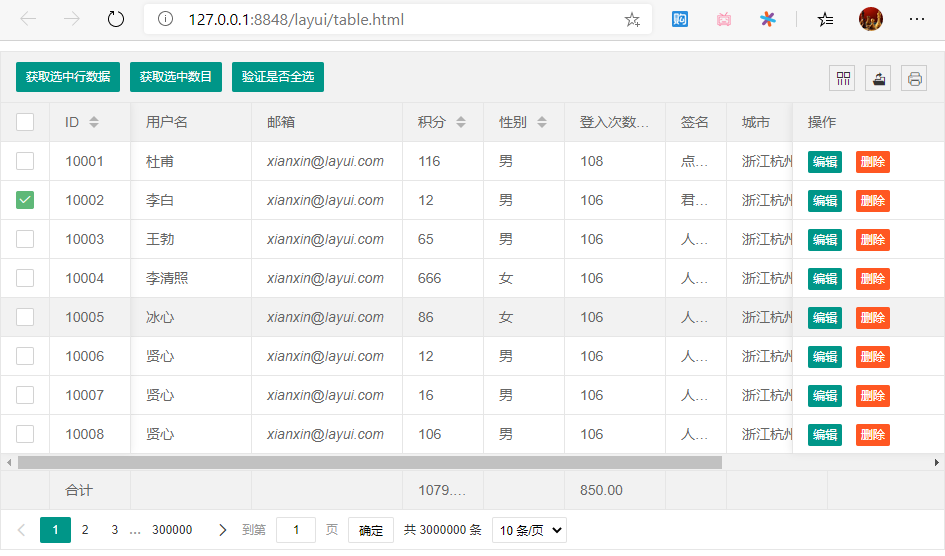 127.0.0.1:8848/layui/table.html
获取选中行数据 获取选中数目 验证是否全选
ID 用户名 邮箱 积分 性别 登入次数... 签名 城市 操作
10001 杜甫 xianxin@layui.com 116 男 108 点... 浙江杭州 编辑 删除
10002 李白 xianxin@layui.com 12 男 106 君... 浙江杭州 编辑 删除
10003 王勃 xianxin@layui.com 65 男 106 人... 浙江杭州 编辑 删除
10004 李清照 xianxin@layui.com 666 女 106 人... 浙江杭州 编辑 删除
10005 冰心 xianxin@layui.com 86 女 106 人... 浙江杭州 编辑 删除
10006 贤心 xianxin@layui.com 12 男 106 人... 浙江杭州 编辑 删除
10007 贤心 xianxin@layui.com 16 男 106 人... 浙江杭州 编辑 删除
10008 贤心 xianxin@layui.com 106 男 106 人... 浙江杭州 编辑 删除
合计 1079.... 850.00
1 2 3 ... 300000 到第 1 页 确定 共 3000000 条 10 条/页